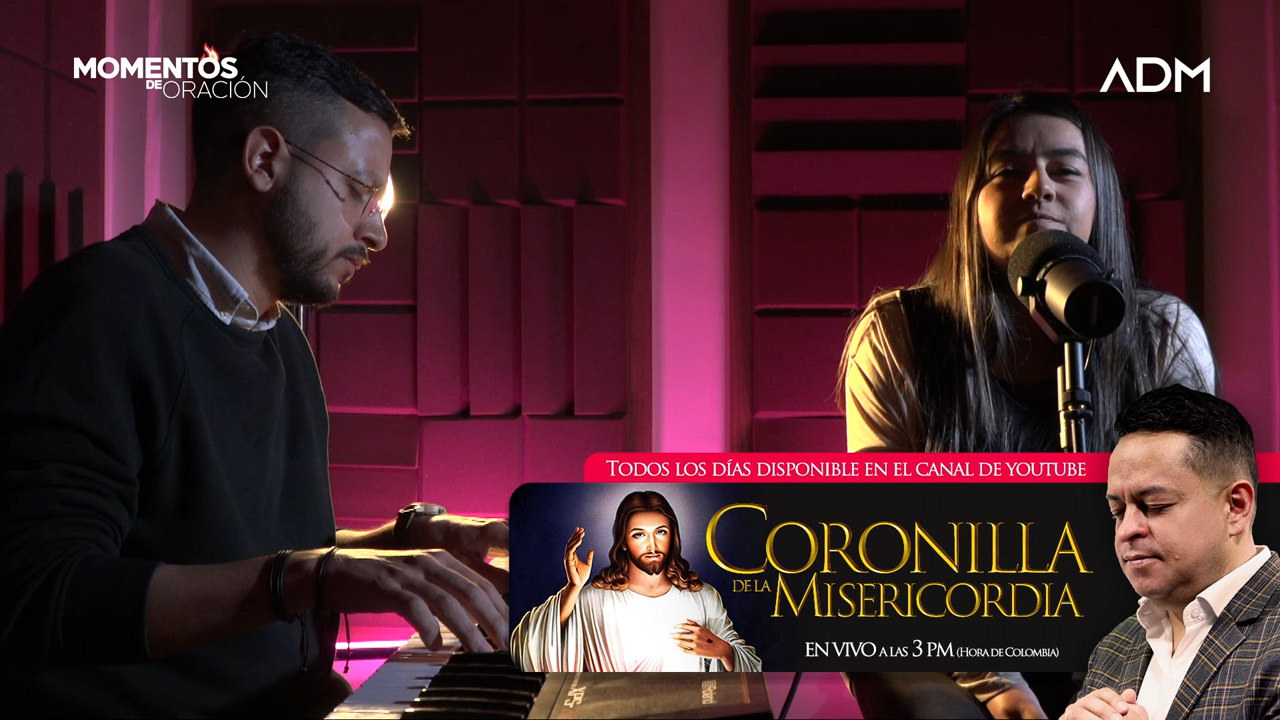 MOMENTOS
DE ORACIÓN
ADM
TODOS LOS DÍAS DISPONIBLE EN EL CANAL DE YOUTUBE
CORONILLA
DE LA MISERICORDIA
EN VIVO A LAS 3 PM (HORA DE COLOMBIA)